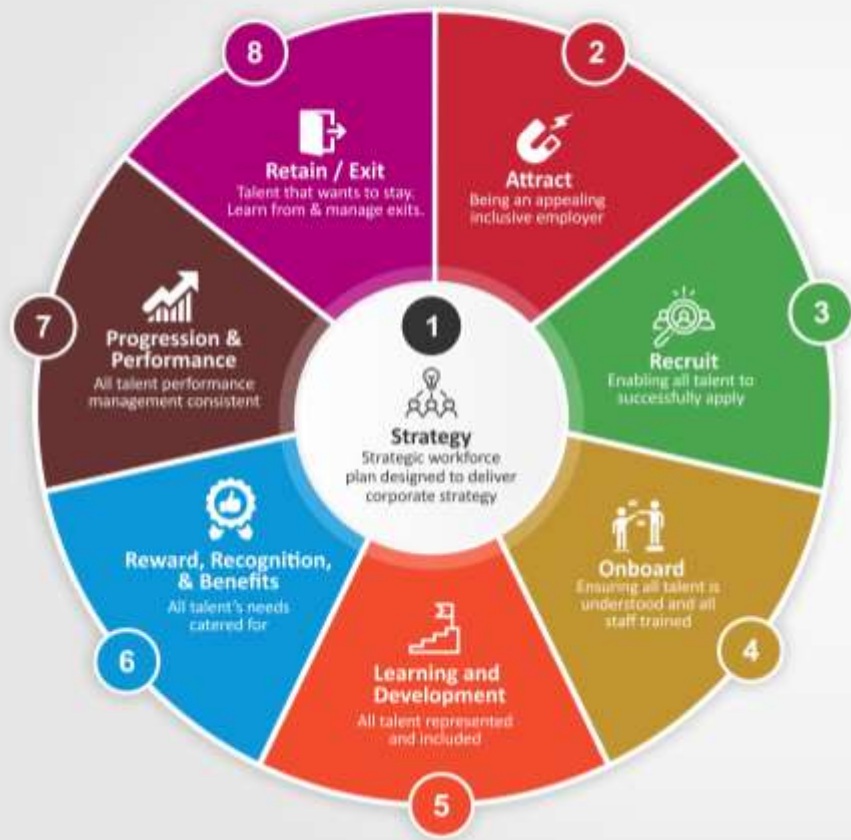 1
Strategy
Strategic workforce
plan designed to deliver
corporate strategy
2
Attract
Being an appealing
inclusive employer
3
Recruit
Enabling all talent to
successfully apply
4
Onboard
Ensuring all talent is
understood and all
staff trained
5
Learning and
Development
All talent represented
and included
6
Reward, Recognition,
& Benefits
All talent's needs
catered for
7
Progression &
Performance
All talent performance
management consistent
8
Retain / Exit
Talent that wants to stay.
Learn from & manage exits.